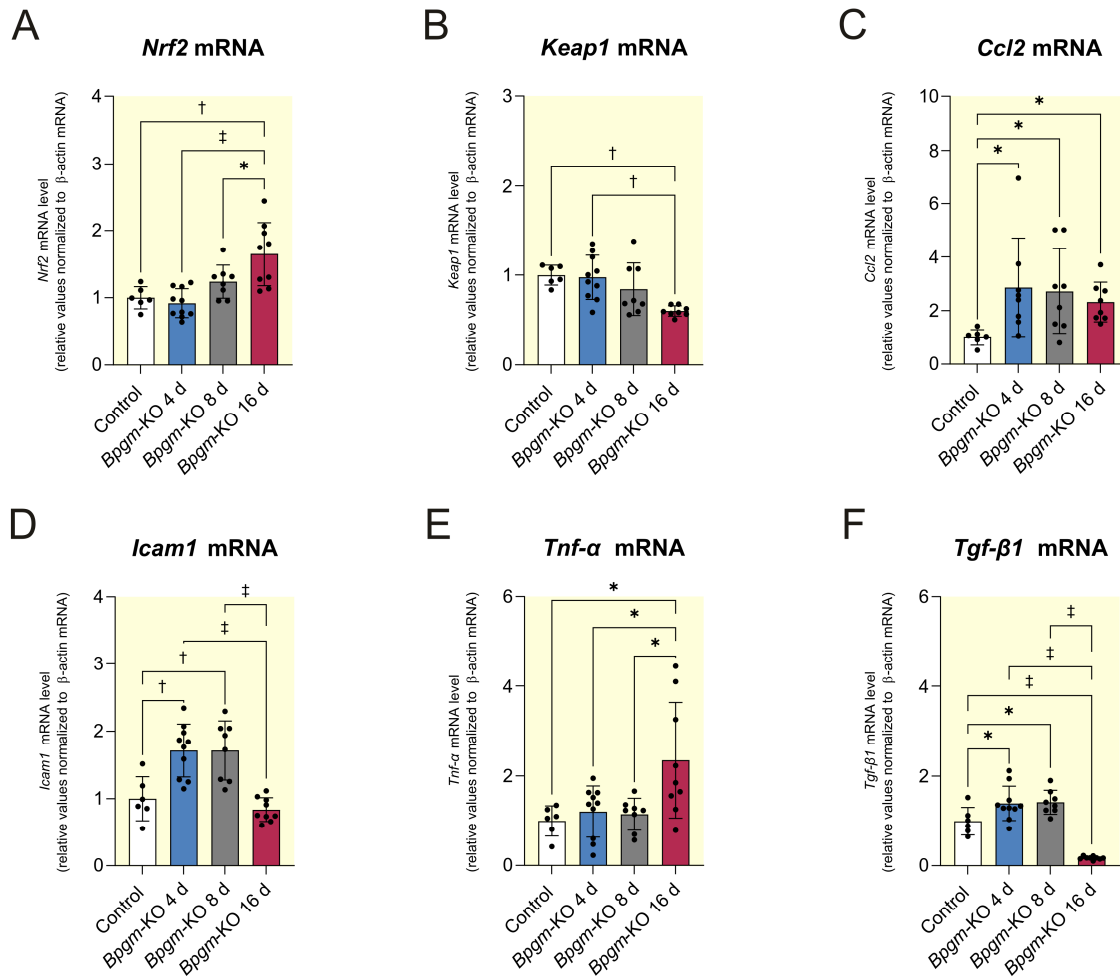 A
Nrf2 mRNA
Nrf2 mRNA level
(relative values normalized to β-actin mRNA)
4
3
2
1
0
†
‡
*
Control
Bpgm-KO 4 d
Bpgm-KO 8 d
Bpgm-KO 16 d
B
Keap1 mRNA
Keap1 mRNA level
(relative values normalized to β-actin mRNA)
3
2
1
0
†
†
Control
Bpgm-KO 4 d
Bpgm-KO 8 d
Bpgm-KO 16 d
C
Ccl2 mRNA
Ccl2 mRNA level
(relative values normalized to β-actin mRNA)
10
8
6
4
2
0
*
*
*
Control
Bpgm-KO 4 d
Bpgm-KO 8 d
Bpgm-KO 16 d
D
Icam1 mRNA
Icam1 mRNA level
(relative values normalized to β-actin mRNA)
4
3
2
1
0
‡
‡
†
†
Control
Bpgm-KO 4 d
Bpgm-KO 8 d
Bpgm-KO 16 d
E
Tnf-α mRNA
Tnf-α mRNA level
(relative values normalized to β-actin mRNA)
6
4
2
0
*
*
*
Control
Bpgm-KO 4 d
Bpgm-KO 8 d
Bpgm-KO 16 d
F
Tgf-β1 mRNA
Tgf-β1 mRNA level
(relative values normalized to β-actin mRNA)
6
4
2
0
‡
‡
‡
*
*
Control
Bpgm-KO 4 d
Bpgm-KO 8 d
Bpgm-KO 16 d